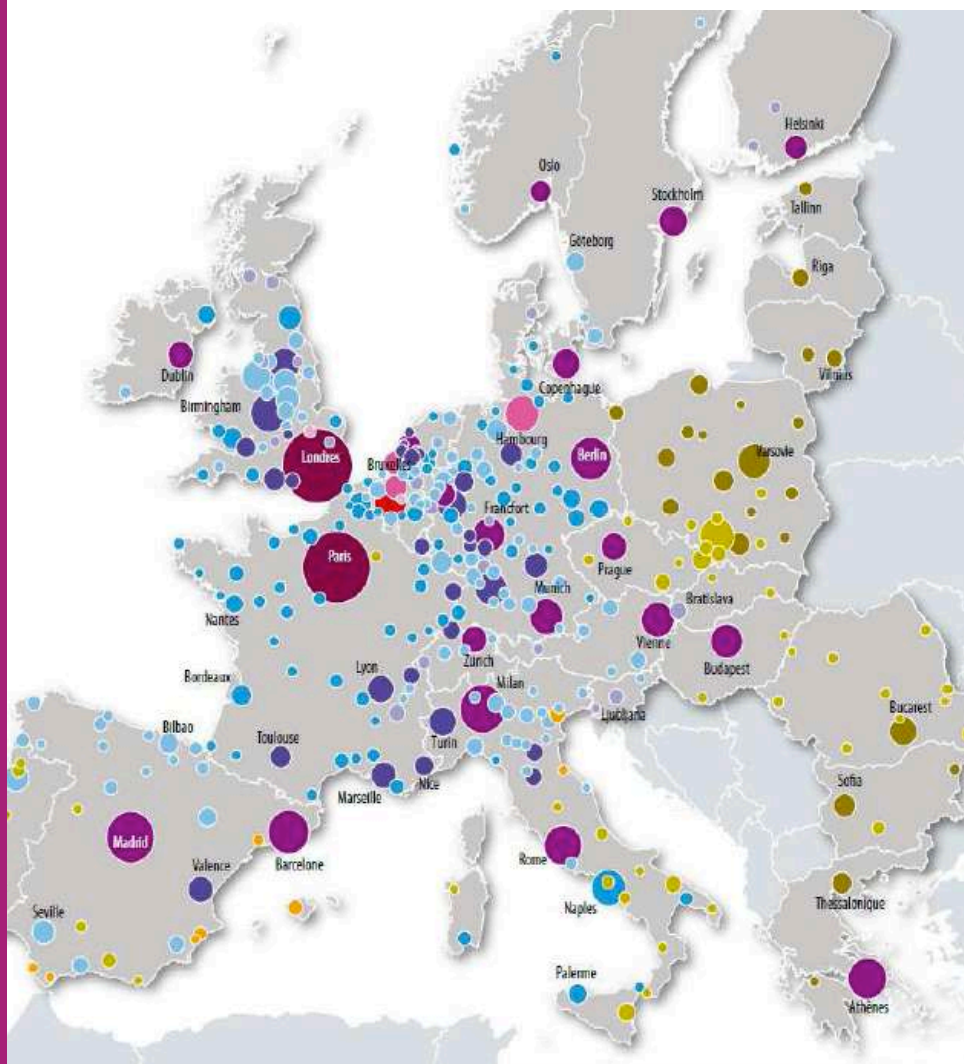 Helsinki
Oslo
Stockholm
Tallinn
Göteborg
Riga
Dublin
Copenhague
Vilnius
Birmingham
Hambourg
Londres
Bruxelles
Berlin
Varsovie
Francfort
Paris
Prague
Munich
Bratislava
Nantes
Vienne
Zurich
Budapest
Lyon
Milan
Bordeaux
Ljubljana
Bucarest
Bilbao
Toulouse
Turin
Nice
Marseille
Sofia
Madrid
Barcelone
Rome
Valence
Naples
Thessalonique
Seville
Palerme
Athènes